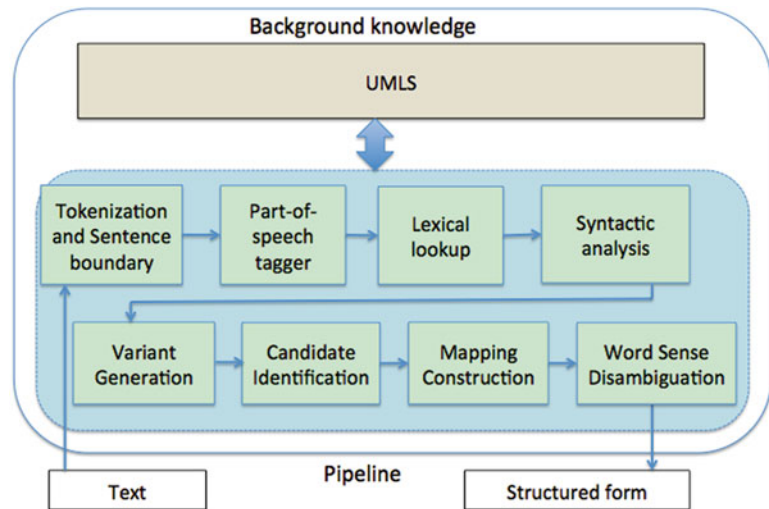 Background knowledge
UMLS
Tokenization
and Sentence
boundary
Part-of-
speech
tagger
Lexical
lookup
Syntactic
analysis
Variant
Generation
Candidate
Identification
Mapping
Construction
Word Sense
Disambiguation
Pipeline
Text
Structured form